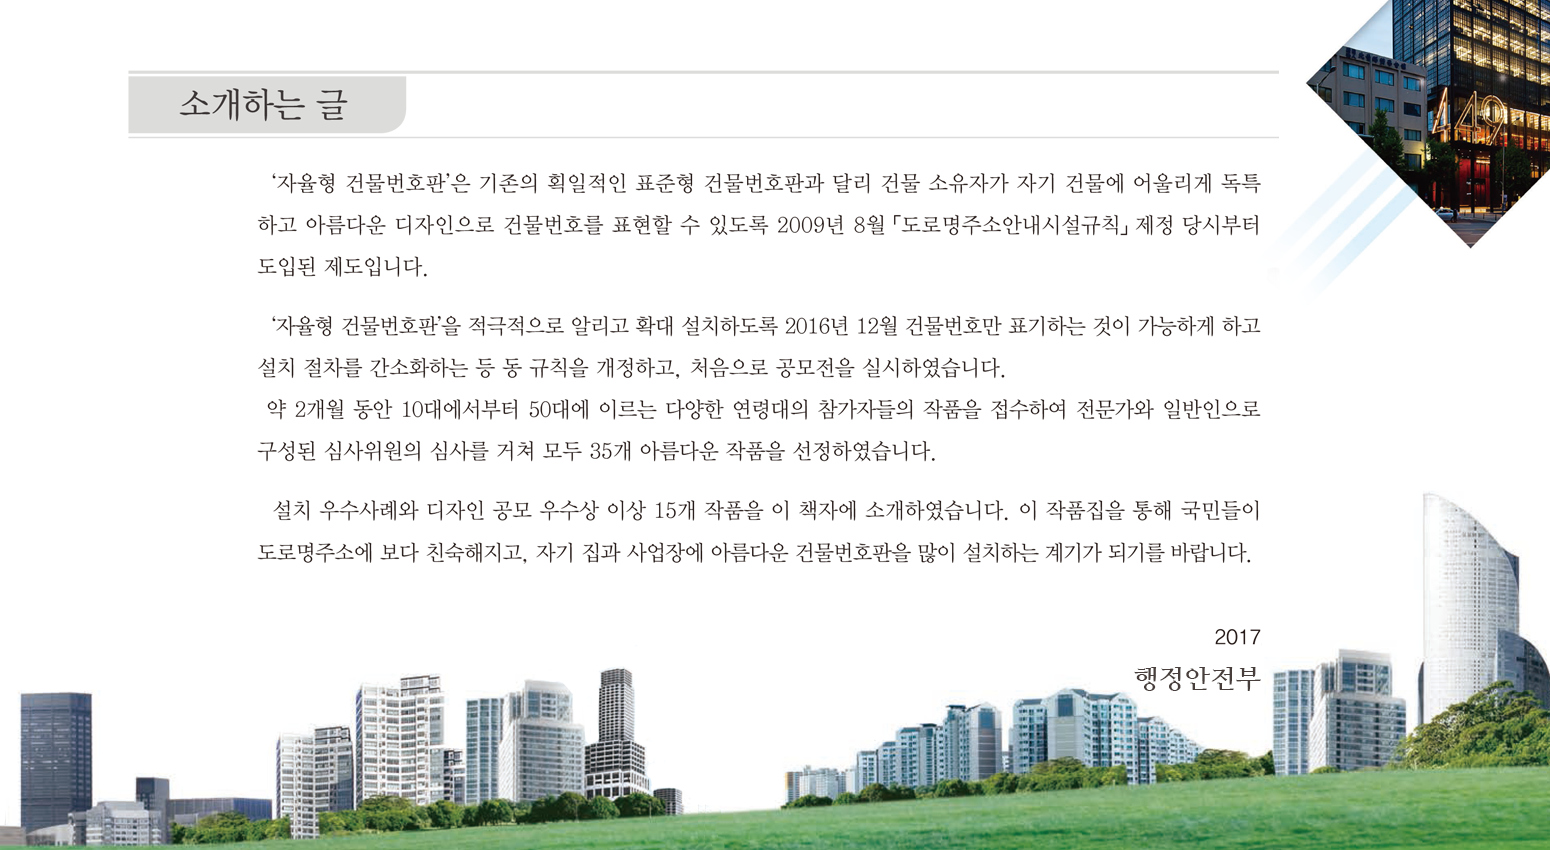 소개하는 글
449
‘자율형 건물번호판’은 기존의 획일적인 표준형 건물번호판과 달리 건물 소유자가 자기 건물에 어울리게 독특
하고 아름다운 디자인으로 건물번호를 표현할 수 있도록 2009년 8월 「도로명주소안내시설규칙」 제정 당시부터
도입된 제도입니다.
‘자율형 건물번호판’을 적극적으로 알리고 확대 설치하도록 2016년 12월 건물번호만 표기하는 것이 가능하게 하고
설치 절차를 간소화하는 등 동 규칙을 개정하고, 처음으로 공모전을 실시하였습니다.
약 2개월 동안 10대에서부터 50대에 이르는 다양한 연령대의 참가자들의 작품을 접수하여 전문가와 일반인으로
구성된 심사위원의 심사를 거쳐 모두 35개 아름다운 작품을 선정하였습니다.
설치 우수사례와 디자인 공모 우수상 이상 15개 작품을 이 책자에 소개하였습니다. 이 작품집을 통해 국민들이
도로명주소에 보다 친숙해지고, 자기 집과 사업장에 아름다운 건물번호판을 많이 설치하는 계기가 되기를 바랍니다.
2017
행정안전부